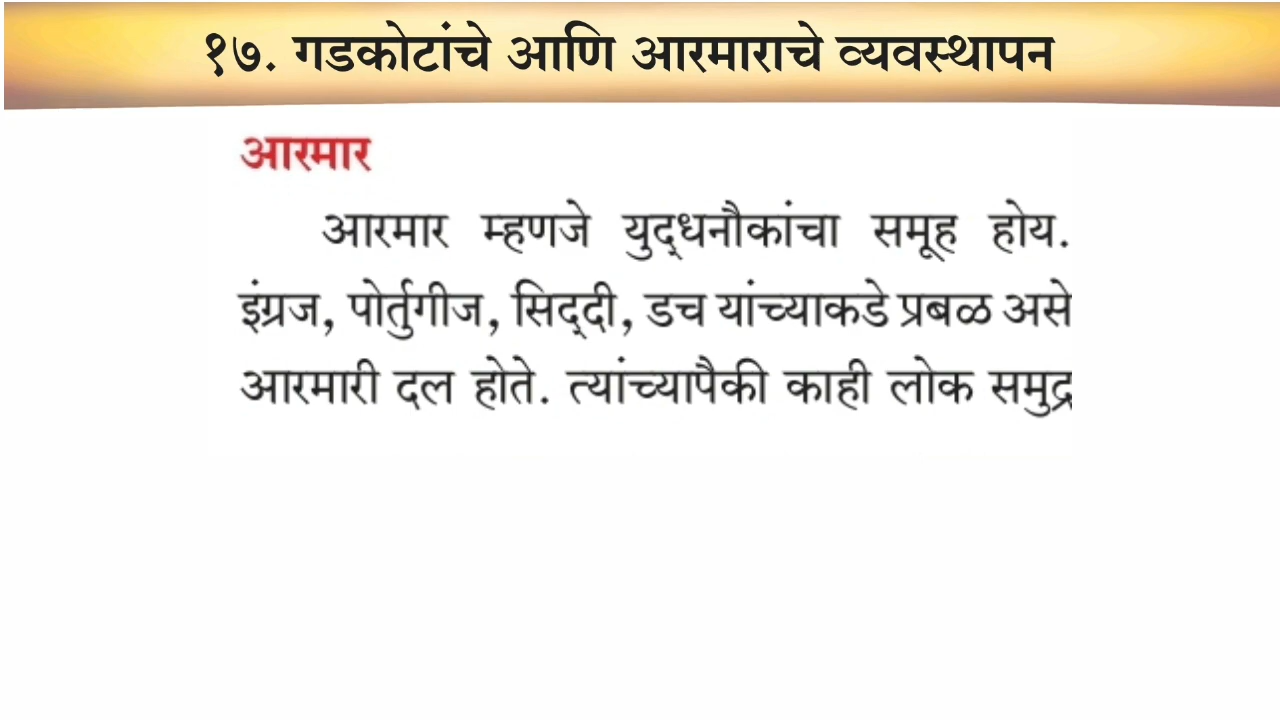 १७. गडकोटांचे आणि आरमाराचे व्यवस्थापन
आरमार
आरमार म्हणजे युद्‌धनौकांचा समूह होय.
इंग्रज, पोर्तुगीज, सिद्‌दी, डच यांच्याकडे प्रबळ असे
आरमारी दल होते. त्यांच्यापैकी काही लोक समुद्र